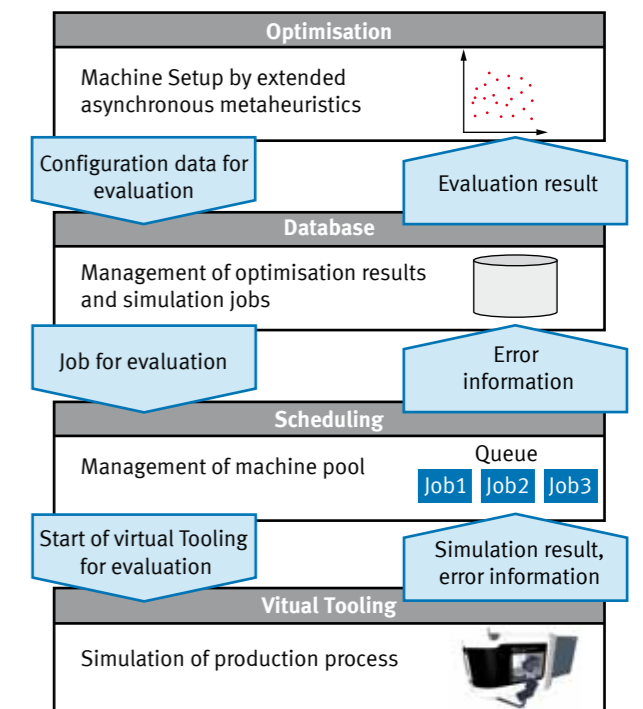 Optimisation
Machine Setup by extended
asynchronous metaheuristics
Configuration data for
evaluation
Evaluation result
Database
Management of optimisation results
and simulation jobs
Job for evaluation
Error
information
Scheduling
Management of machine pool
Queue
Job1 Job2 Job3
Start of virtual Tooling
for evaluation
Simulation result,
error information
Vitual Tooling
Simulation of production process